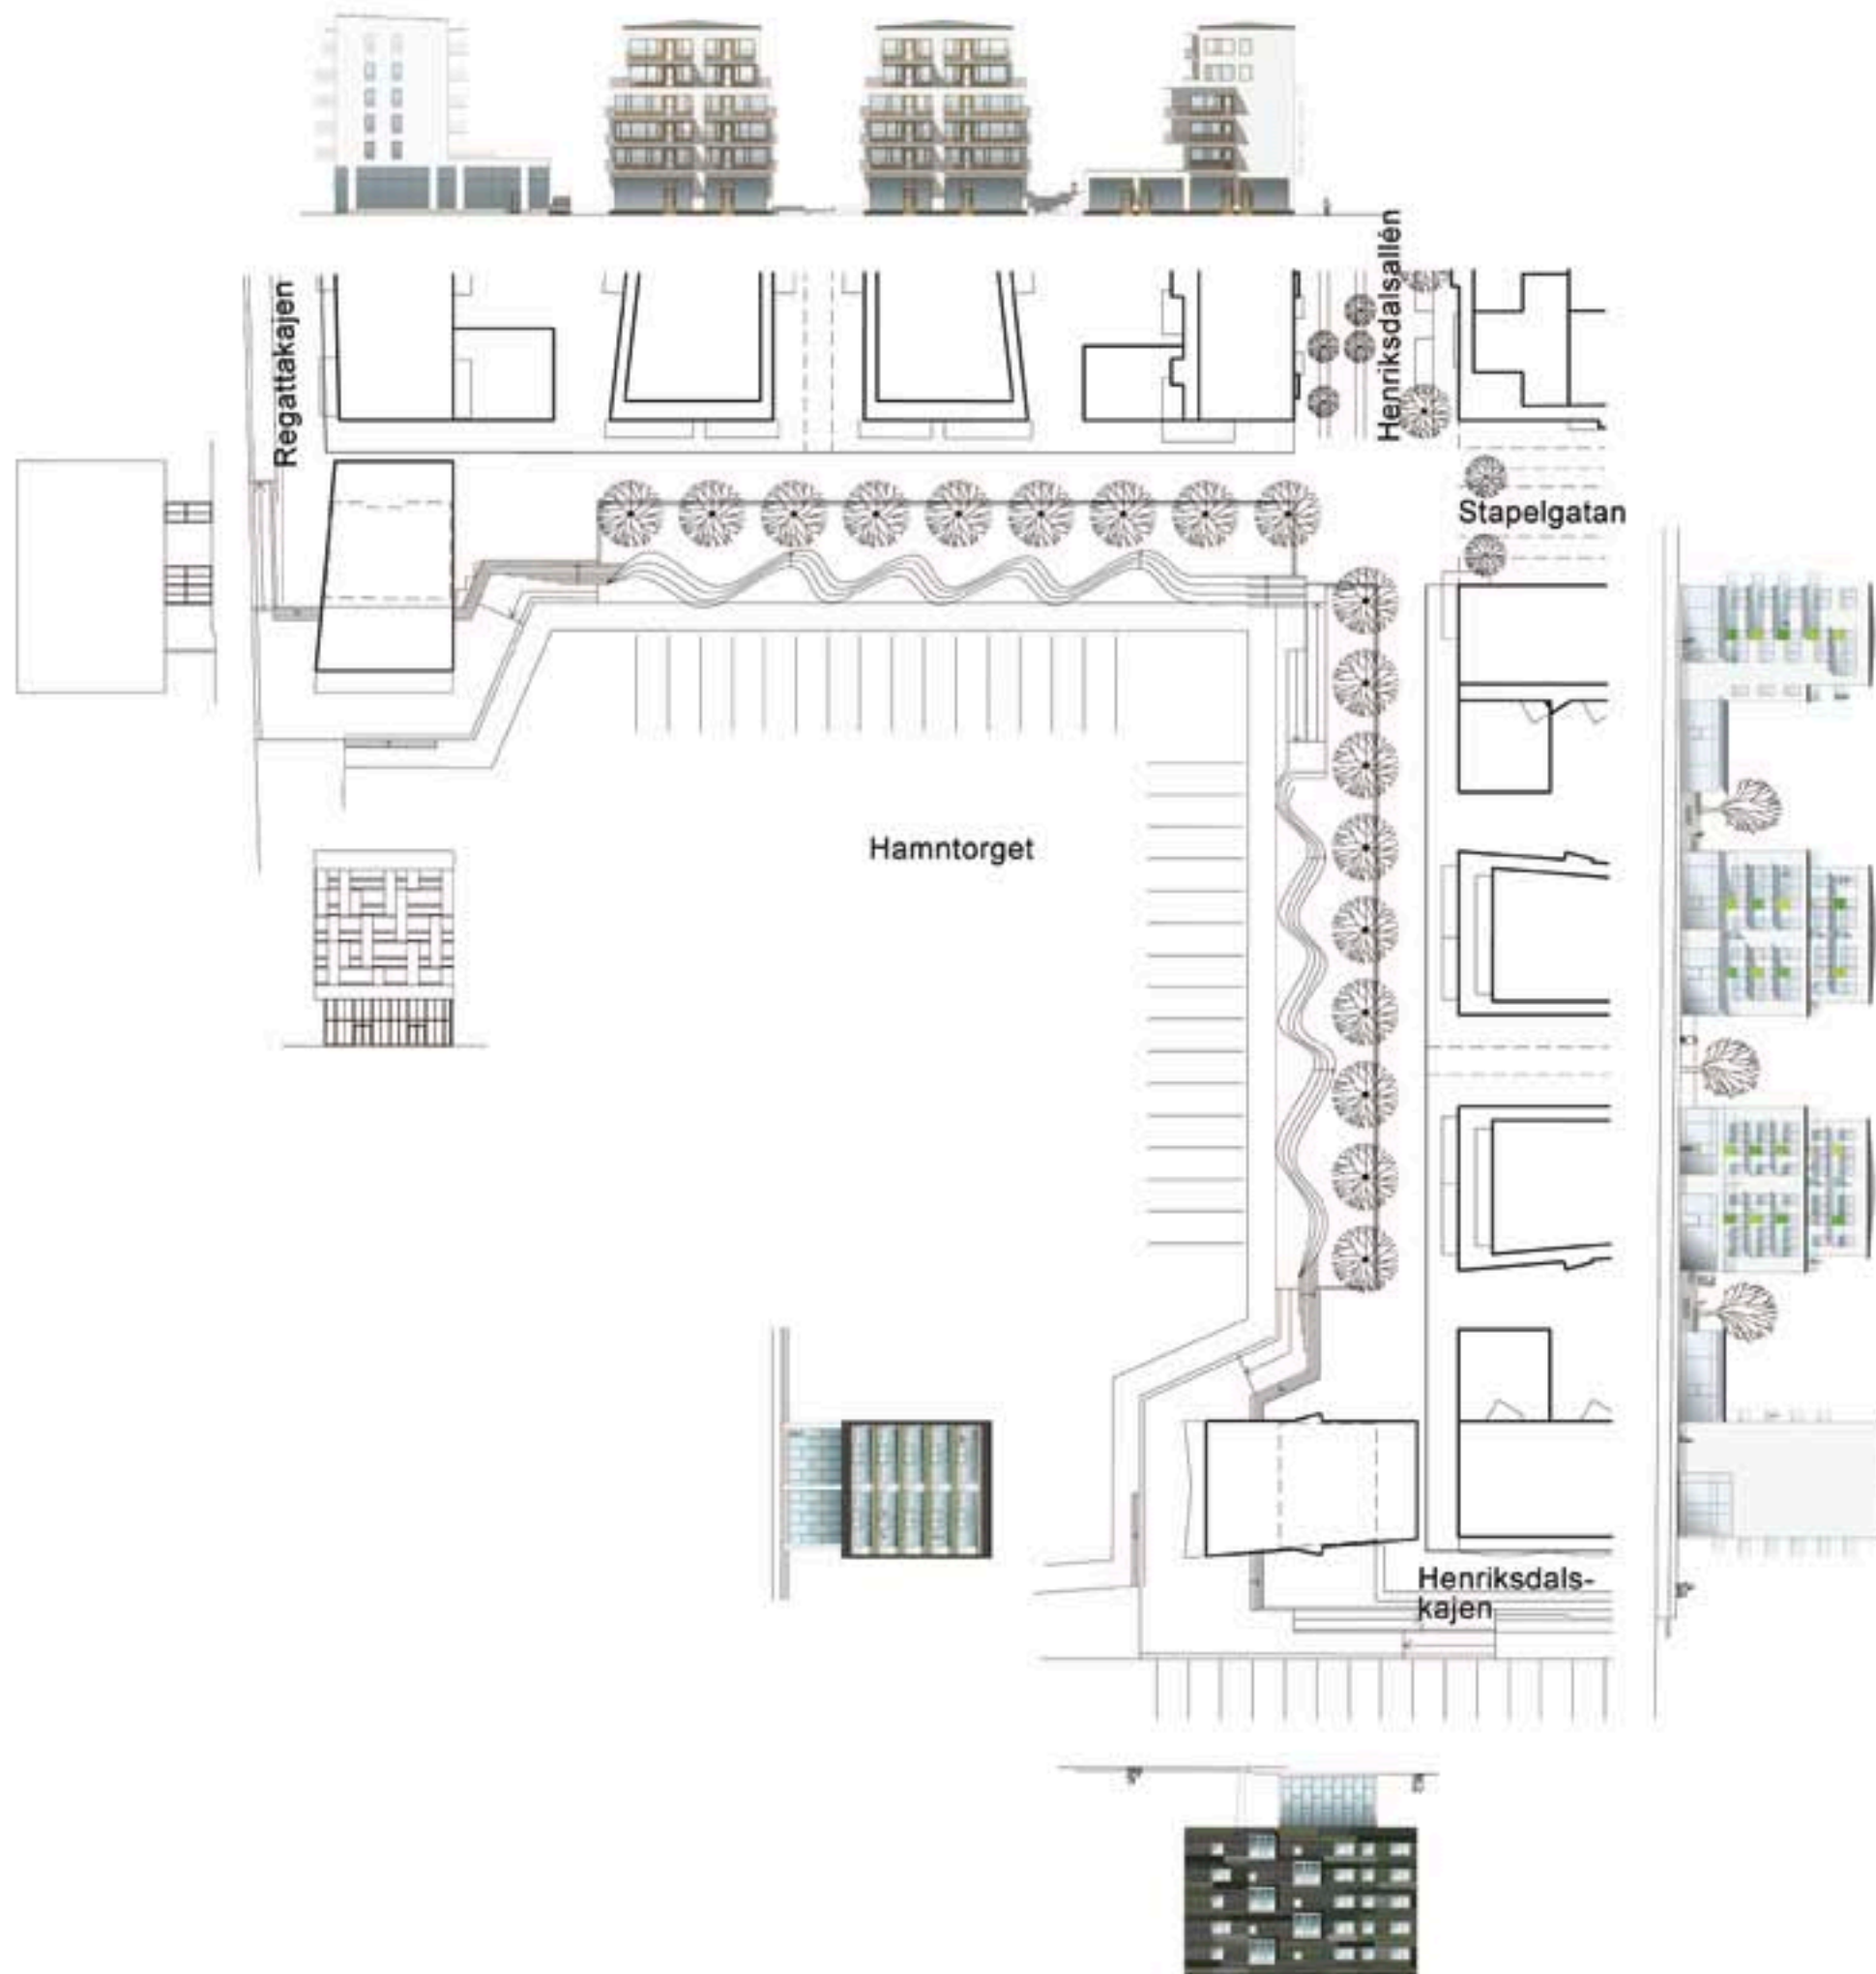 Regattakajen
Henriksdalsallén
Stapelgatan
Hamntorget
Henriksdals-
kajen